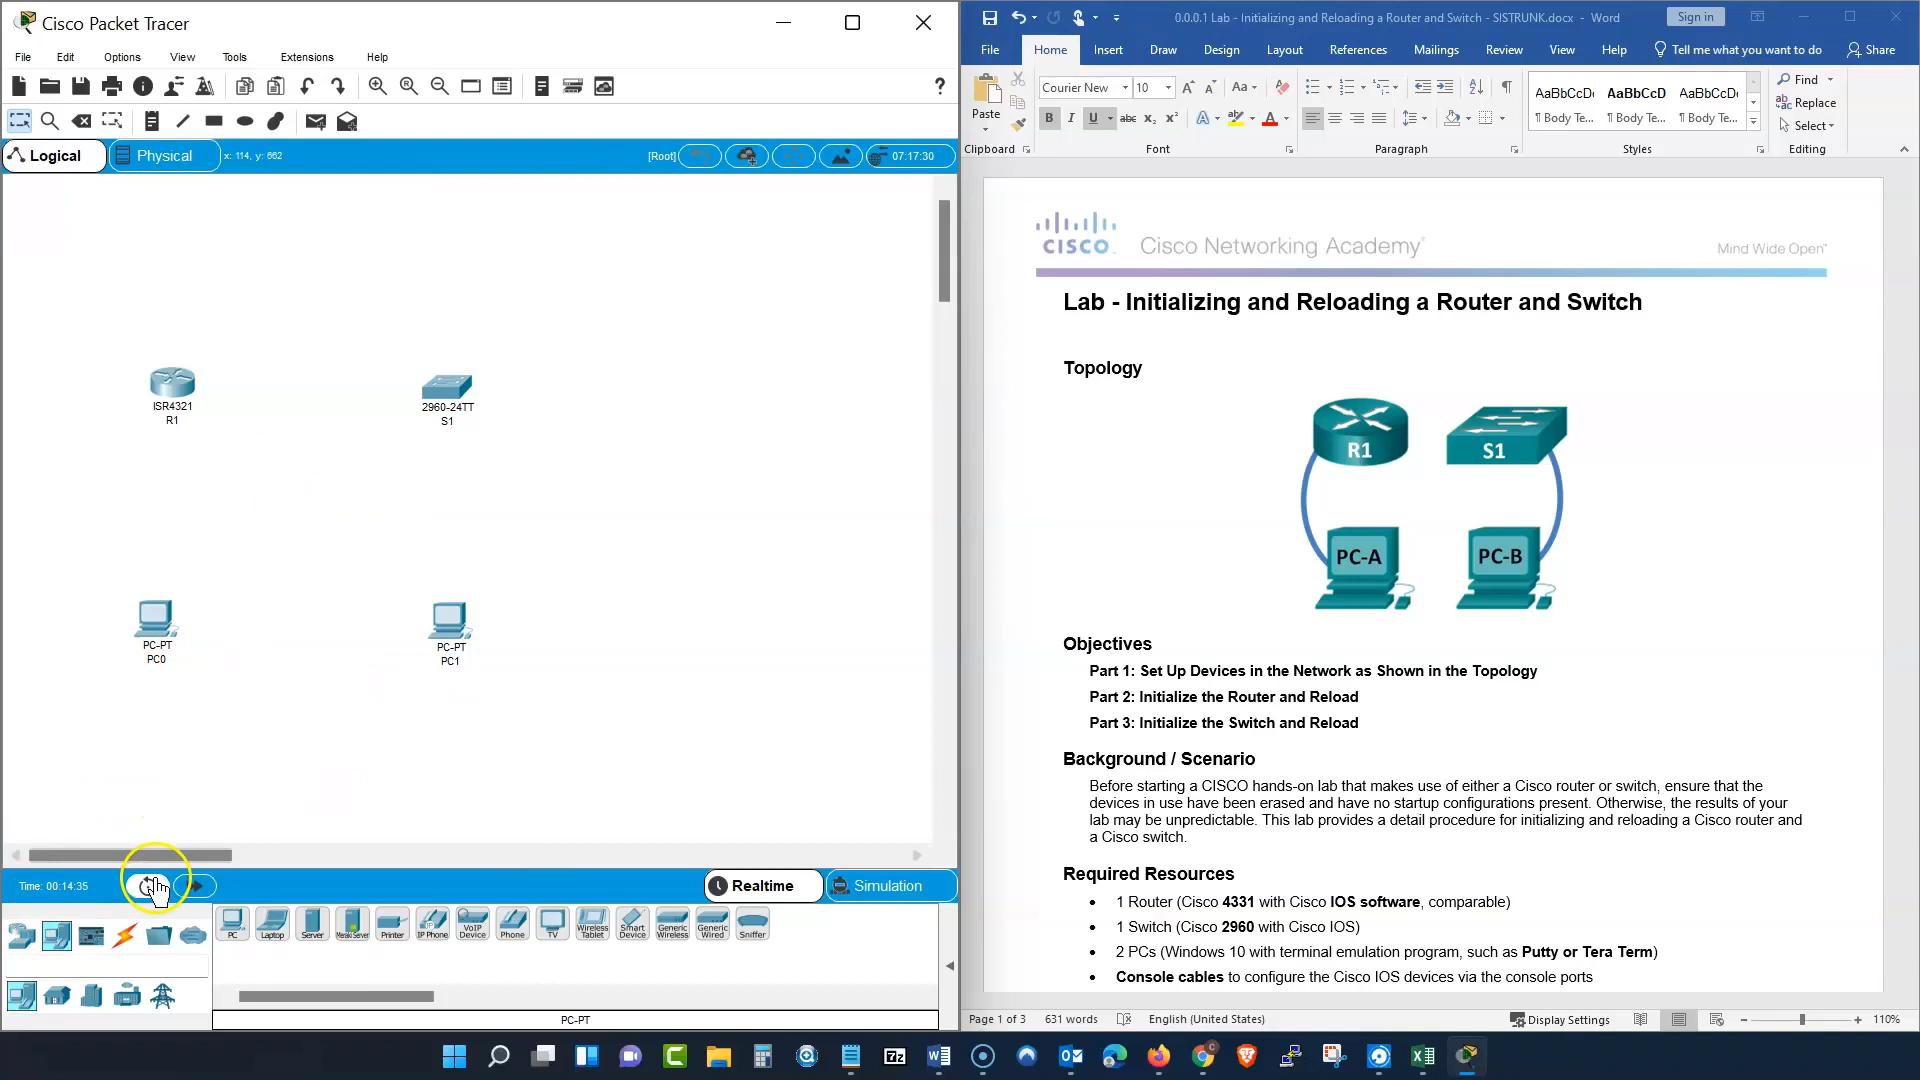 Cisco Packet Tracer
File Edit Options View Tools Extensions Help
?
Logical Physical x: 114, y: 662 [Root] 07:17:30
ISR4321
R1
2960-24TT
S1
PC-PT
PC0
PC-PT
PC1
Time: 00:14:35 Realtime Simulation
PC Laptop Server Meraki Server Printer IP Phone VoIP Device Phone TV Wireless Tablet Smart Device Generic Wireless Generic Wired Sniffer
PC-PT
0.0.0.1 Lab - Initializing and Reloading a Router and Switch - SISTRUNK.docx - Word Sign in
File Home Insert Draw Design Layout References Mailings Review View Help Tell me what you want to do Share
Paste
Courier New 10 Aa
B I U abc x₂ x²
AaBbCcDc AaBbCcD AaBbCcDc
¶ Body Te... ¶ Body Te... ¶ Body Te...
Find
Replace
Select
Clipboard Font Paragraph Styles Editing
CISCO Cisco Networking Academy Mind Wide Open
Lab - Initializing and Reloading a Router and Switch
Topology
R1 S1
PC-A PC-B
Objectives
Part 1: Set Up Devices in the Network as Shown in the Topology
Part 2: Initialize the Router and Reload
Part 3: Initialize the Switch and Reload
Background / Scenario
Before starting a CISCO hands-on lab that makes use of either a Cisco router or switch, ensure that the
devices in use have been erased and have no startup configurations present. Otherwise, the results of your
lab may be unpredictable. This lab provides a detail procedure for initializing and reloading a Cisco router and
a Cisco switch.
Required Resources
• 1 Router (Cisco 4331 with Cisco IOS software, comparable)
• 1 Switch (Cisco 2960 with Cisco IOS)
• 2 PCs (Windows 10 with terminal emulation program, such as Putty or Tera Term)
• Console cables to configure the Cisco IOS devices via the console ports
Page 1 of 3 631 words English (United States) Display Settings 110%
7z